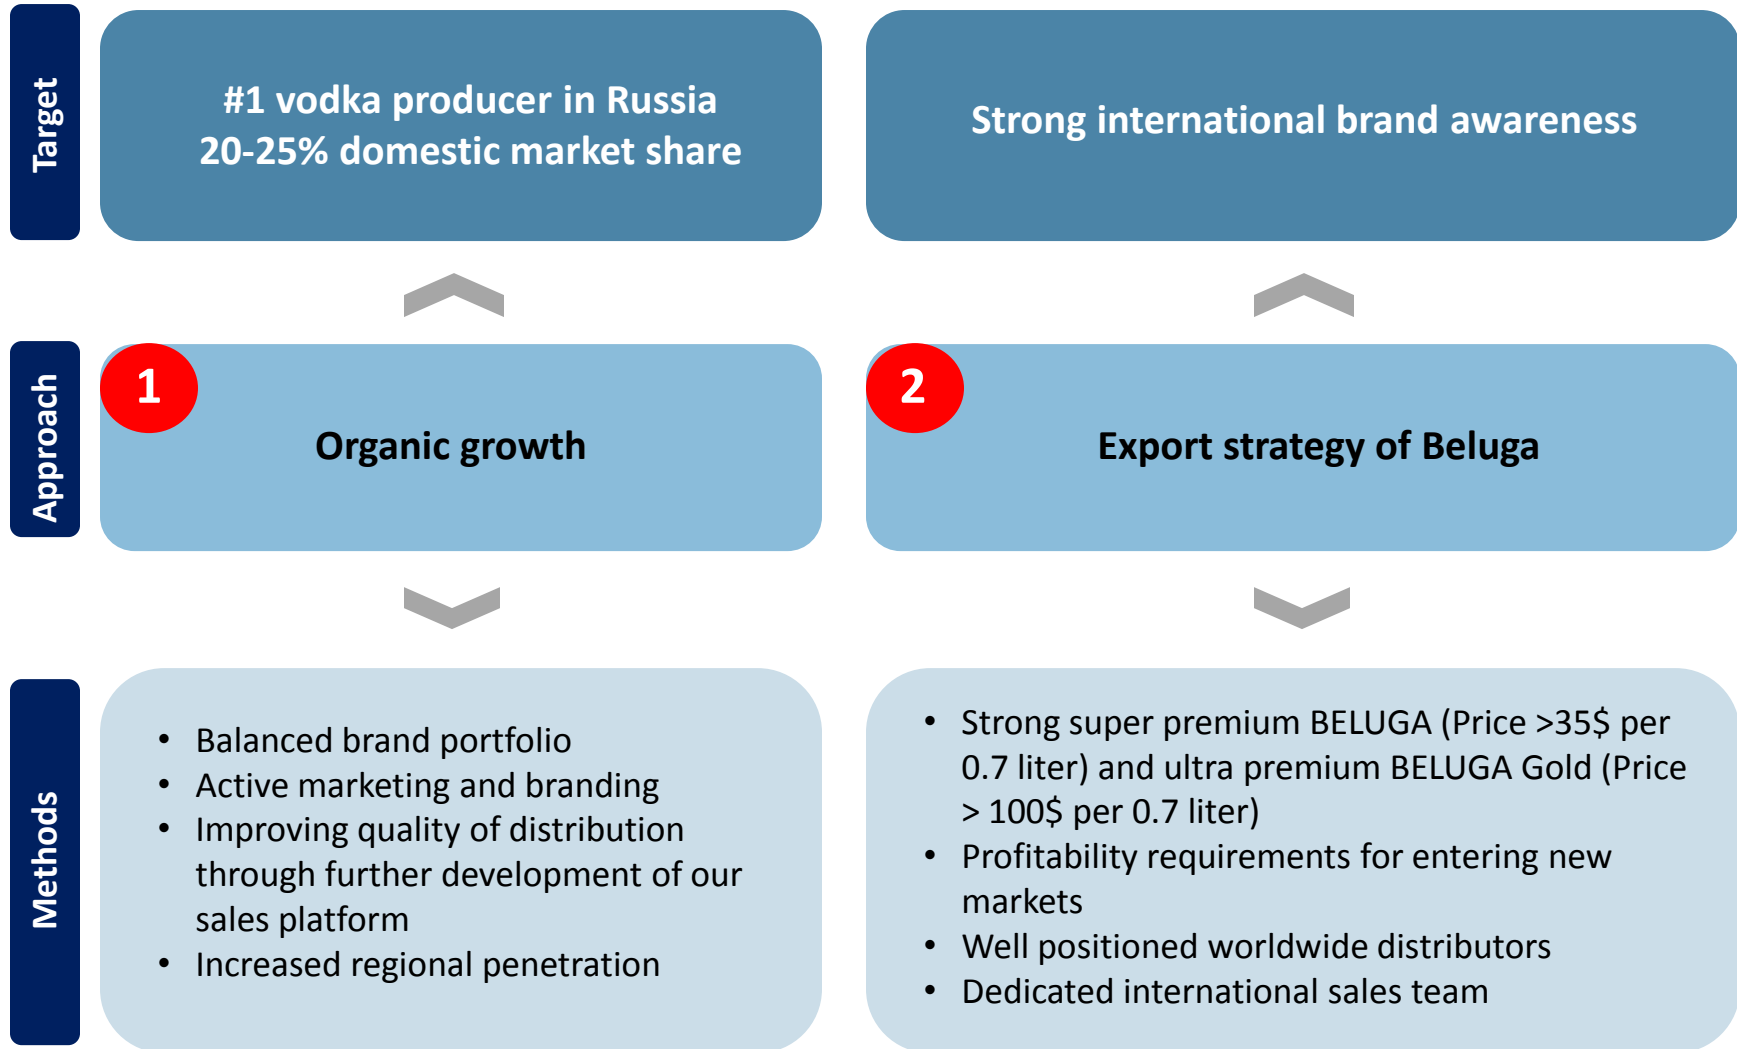 Target
#1 vodka producer in Russia
20-25% domestic market share
Strong international brand awareness
Approach
1
Organic growth
2
Export strategy of Beluga
Methods
• Balanced brand portfolio
• Active marketing and branding
• Improving quality of distribution
through further development of our
sales platform
• Increased regional penetration
• Strong super premium BELUGA (Price >35$ per
0.7 liter) and ultra premium BELUGA Gold (Price
> 100$ per 0.7 liter)
• Profitability requirements for entering new
markets
• Well positioned worldwide distributors
• Dedicated international sales team